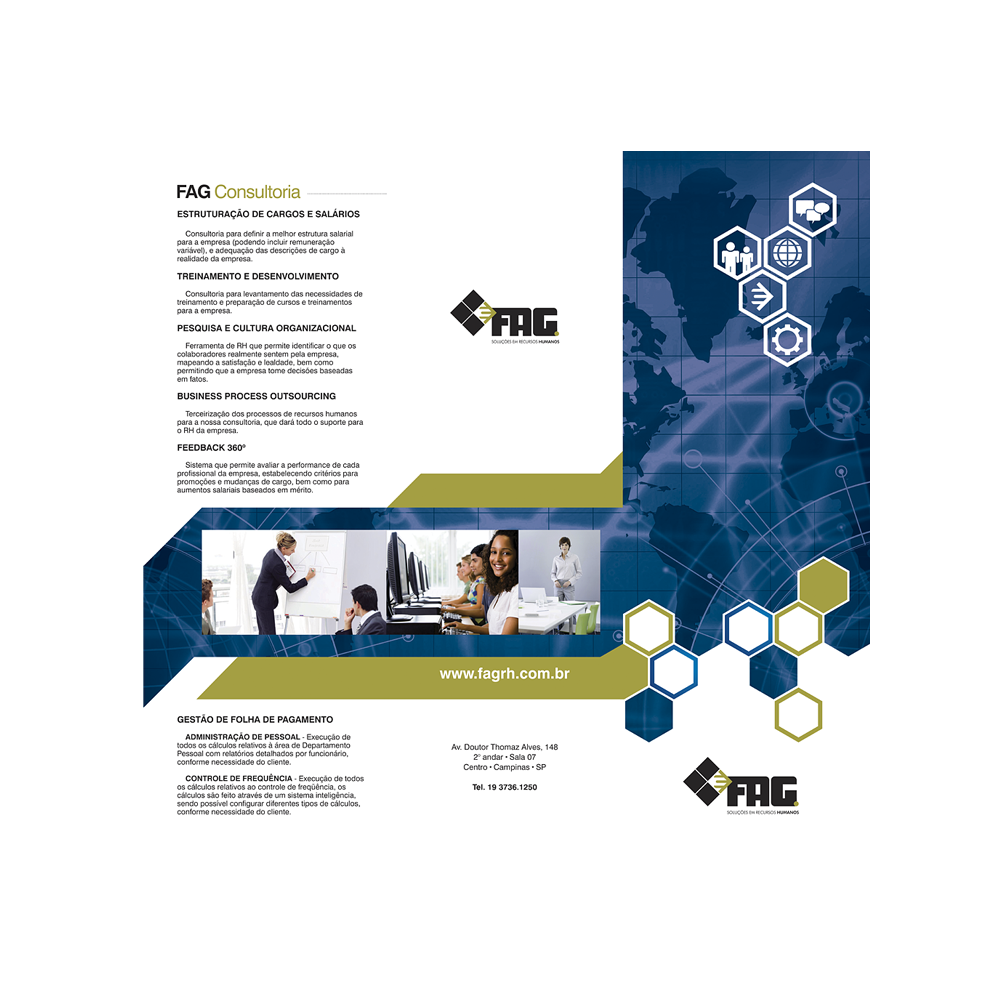 FAG Consultoria
ESTRUTURAÇÃO DE CARGOS E SALÁRIOS
Consultoria para definir a melhor estrutura salarial
para a empresa (podendo incluir remuneração
variável), e adequação das descrições de cargo à
realidade da empresa.
TREINAMENTO E DESENVOLVIMENTO
Consultoria para levantamento das necessidades de
treinamento e preparação de cursos e treinamentos
para a empresa.
PESQUISA E CULTURA ORGANIZACIONAL
Ferramenta de RH que permite identificar o que os
colaboradores realmente sentem pela empresa,
mapeando a satisfação e lealdade, bem como
permitindo que a empresa tome decisões baseadas
em fatos.
BUSINESS PROCESS OUTSOURCING
Terceirização dos processos de recursos humanos
para a nossa consultoria, que dará todo o suporte para
o RH da empresa.
FEEDBACK 360º
Sistema que permite avaliar a performance de cada
profissional da empresa, estabelecendo critérios para
promoções e mudanças de cargo, bem como para
aumentos salariais baseados em mérito.
GESTÃO DE FOLHA DE PAGAMENTO
ADMINISTRAÇÃO DE PESSOAL - Execução de
todos os cálculos relativos à área de Departamento
Pessoal com relatórios detalhados por funcionário,
conforme necessidade do cliente.
CONTROLE DE FREQUÊNCIA - Execução de todos
os cálculos relativos ao controle de freqüência, os
cálculos são feito através de um sistema inteligência,
sendo possível configurar diferentes tipos de cálculos,
conforme necessidade do cliente.
FAG.
SOLUÇÕES EM RECURSOS HUMANOS
www.fagrh.com.br
Av. Doutor Thomaz Alves, 148
2º andar • Sala 07
Centro • Campinas • SP
Tel. 19 3736.1250
FAG.
SOLUÇÕES EM RECURSOS HUMANOS